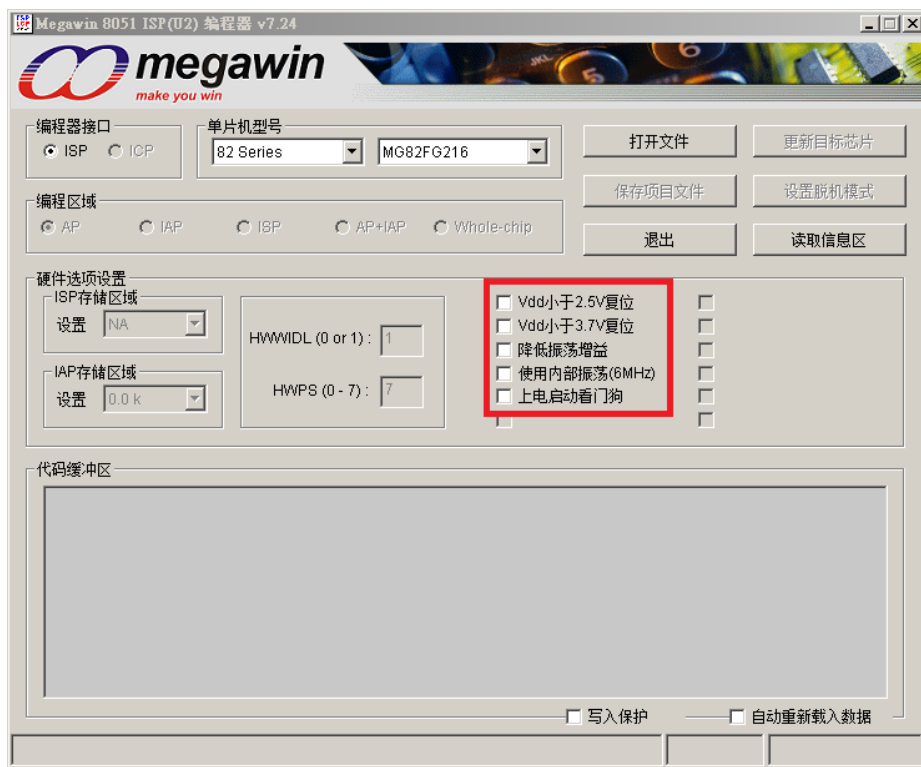 Megawin 8051 ISP(U2) 编程器 v7.24
megawin
make you win
编程器接口
ISP ICP
单片机型号
82 Series MG82FG216
打开文件 更新目标芯片
保存项目文件 设置脱机模式
退出 读取信息区
编程区域
AP IAP ISP AP+IAP Whole-chip
硬件选项设置
ISP存储区域
设置 NA
IAP存储区域
设置 0.0 k
HWWIDL (0 or 1) : 1
HWPS (0 - 7) : 7
Vdd小于2.5V复位
Vdd小于3.7V复位
降低振荡增益
使用内部振荡(6MHz)
上电启动看门狗
代码缓冲区
写入保护 自动重新载入数据